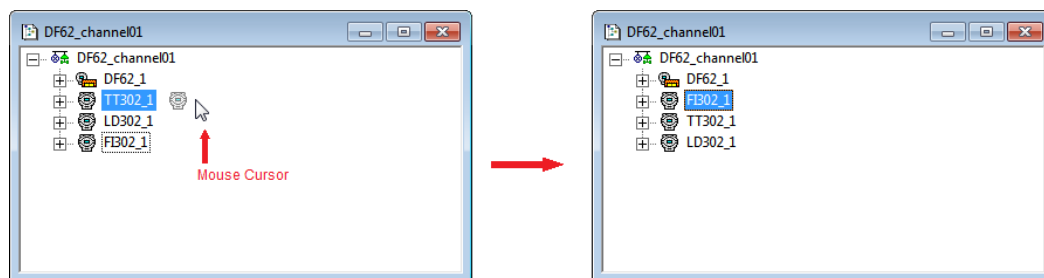 DF62_channel01
DF62_channel01
DF62_1
TT302_1
LD302_1
FI302_1
Mouse Cursor
DF62_channel01
DF62_channel01
DF62_1
FI302_1
TT302_1
LD302_1